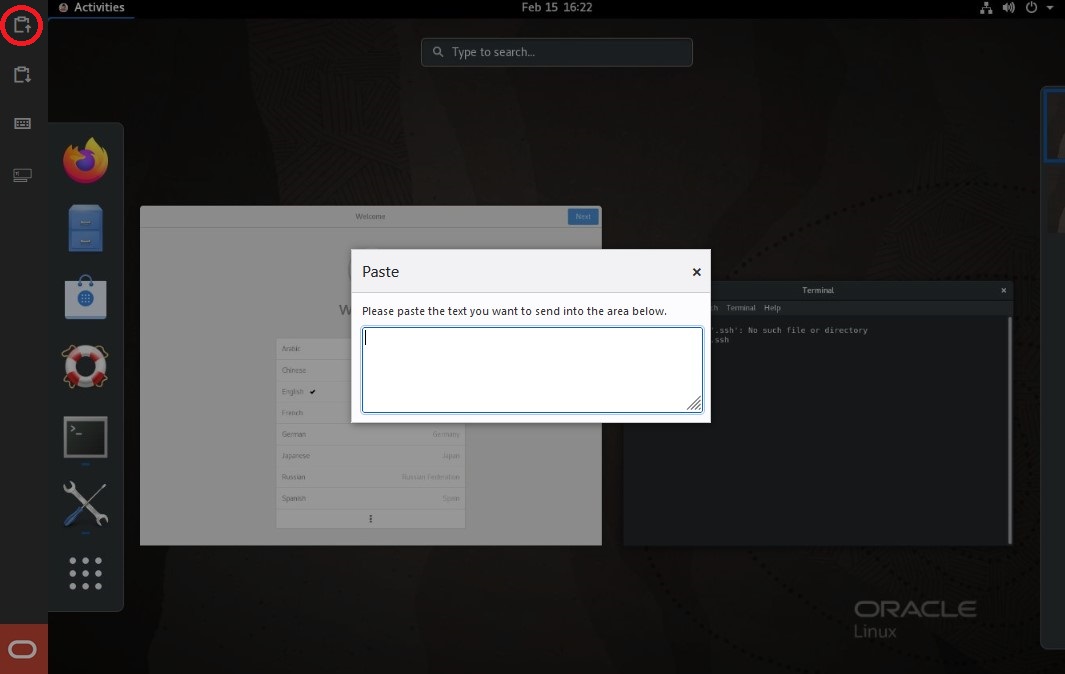 Activities
Feb 15 16:22
Type to search...
Welcome
Next
Paste
×
Please paste the text you want to send into the area below.
Arabic
Chinese
English ✔
French
German Germany
Japanese Japan
Russian Russian Federation
Spanish Spain
Terminal
×
Terminal Help
.ssh': No such file or directory
.ssh
ORACLE
Linux